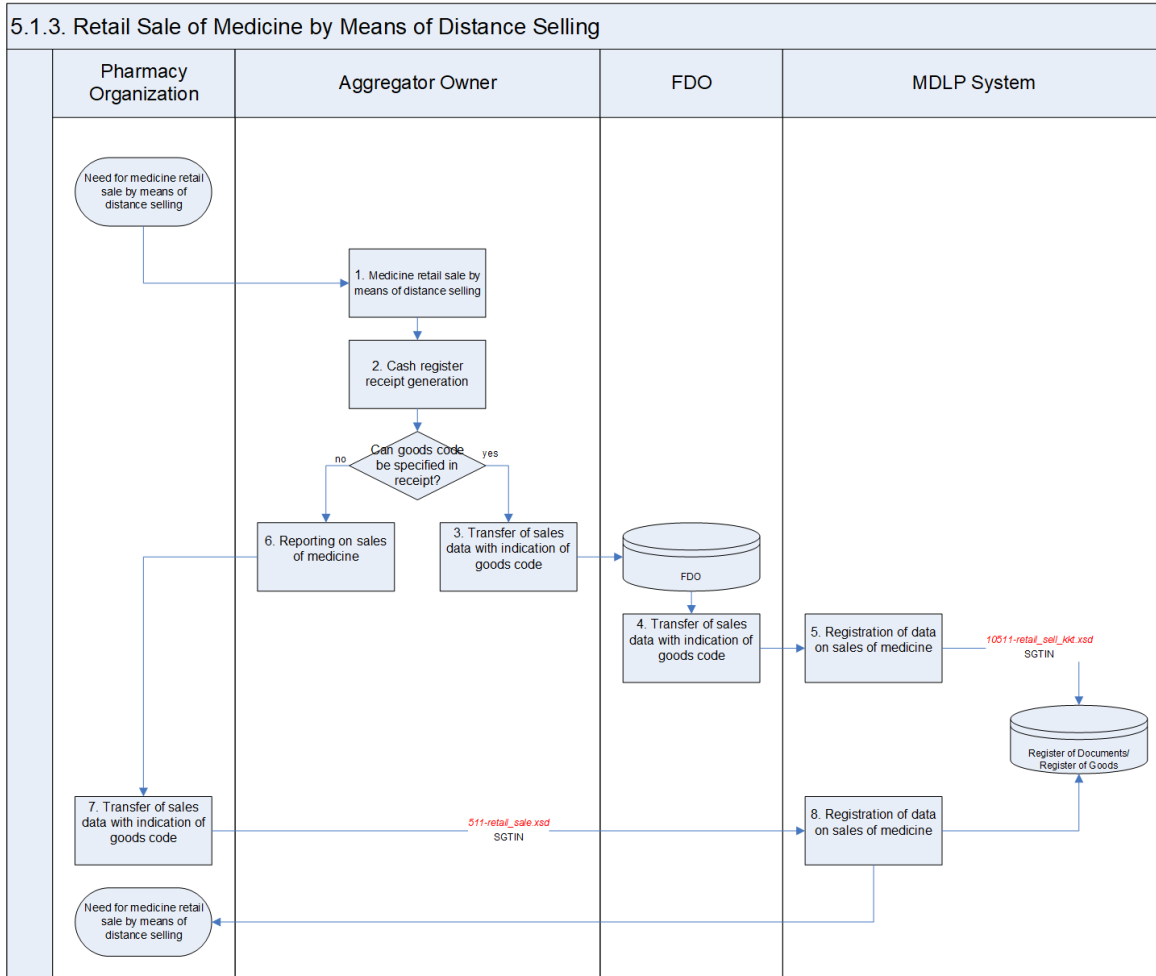 5.1.3. Retail Sale of Medicine by Means of Distance Selling
Pharmacy
Organization
Aggregator Owner
FDO
MDLP System
Need for medicine retail
sale by means of
distance selling
1. Medicine retail sale by
means of distance selling
2. Cash register
receipt generation
Can goods code
be specified in
receipt?
no
yes
6. Reporting on sales
of medicine
3. Transfer of sales
data with indication of
goods code
FDO
4. Transfer of sales
data with indication of
goods code
5. Registration of data
on sales of medicine
10511-retail_sell_kkt.xsd
SGTIN
Register of Documents/
Register of Goods
7. Transfer of sales
data with indication of
goods code
511-retail_sale.xsd
SGTIN
8. Registration of data
on sales of medicine
Need for medicine retail
sale by means of
distance selling